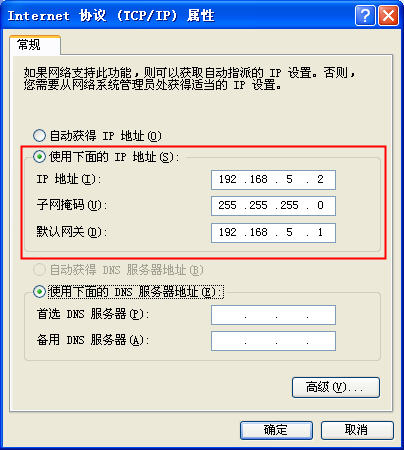 Internet 协议 (TCP/IP) 属性
常规
如果网络支持此功能，则可以获取自动指派的 IP 设置。否则，
您需要从网络系统管理员处获得适当的 IP 设置。
自动获得 IP 地址(O)
使用下面的 IP 地址(S):
IP 地址(I): 192 .168 . 5 . 2
子网掩码(U): 255 .255 .255 . 0
默认网关(D): 192 .168 . 5 . 1
自动获得 DNS 服务器地址(B)
使用下面的 DNS 服务器地址(E):
首选 DNS 服务器(P): . . .
备用 DNS 服务器(A): . . .
高级(V)...
确定 取消